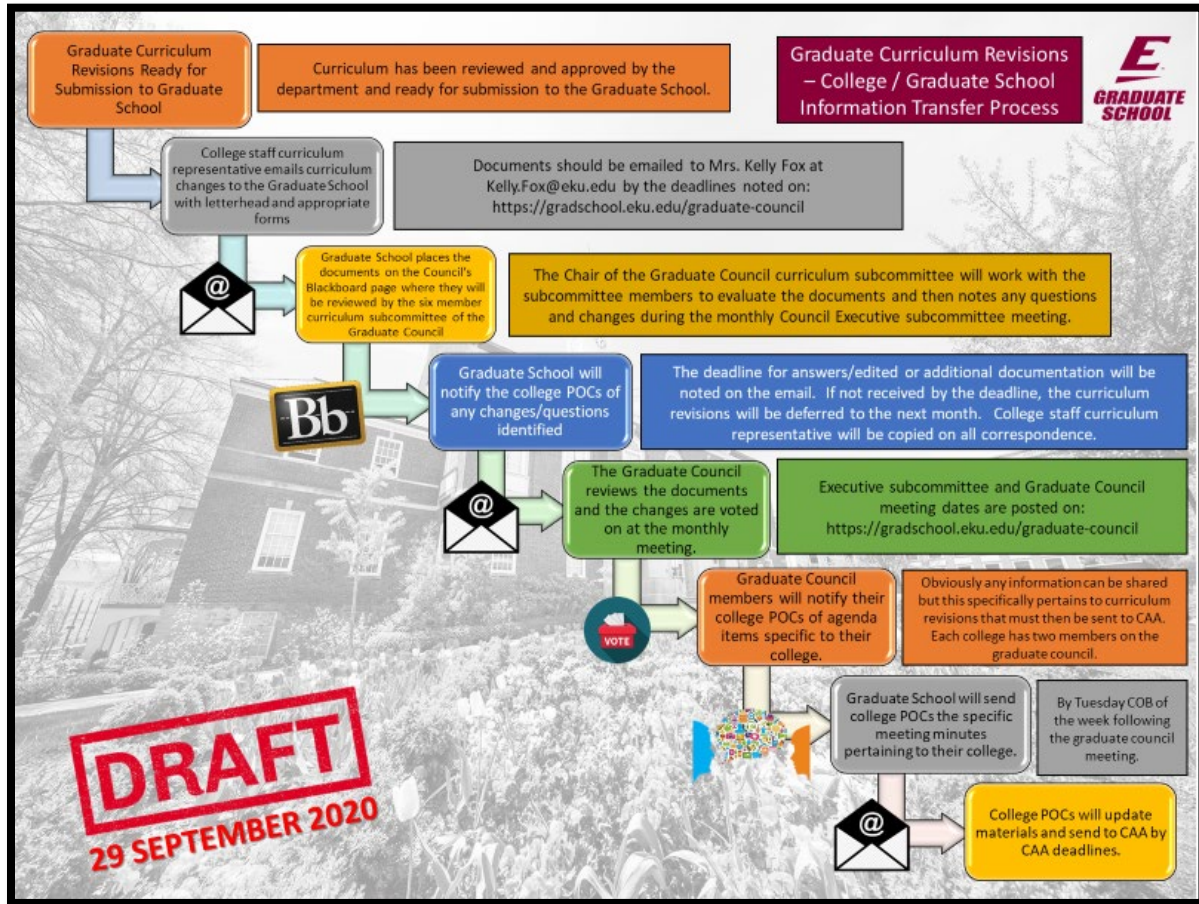 Graduate Curriculum
Revisions Ready for
Submission to Graduate
School
Curriculum has been reviewed and approved by the
department and ready for submission to the Graduate School.
Graduate Curriculum Revisions
– College / Graduate School
Information Transfer Process
E
GRADUATE
SCHOOL
College staff curriculum
representative emails curriculum
changes to the Graduate School
with letterhead and appropriate
forms
Documents should be emailed to Mrs. Kelly Fox at
Kelly.Fox@eku.edu by the deadlines noted on:
https://gradschool.eku.edu/graduate-council
@
Graduate School places the
documents on the Council's
Blackboard page where they will
be reviewed by the six member
curriculum subcommittee of the
Graduate Council
The Chair of the Graduate Council curriculum subcommittee will work with the
subcommittee members to evaluate the documents and then notes any questions
and changes during the monthly Council Executive subcommittee meeting.
Bb
Graduate School will
notify the college POCs of
any changes/questions
identified
The deadline for answers/edited or additional documentation will be
noted on the email. If not received by the deadline, the curriculum
revisions will be deferred to the next month. College staff curriculum
representative will be copied on all correspondence.
@
The Graduate Council
reviews the documents
and the changes are voted
on at the monthly
meeting.
Executive subcommittee and Graduate Council
meeting dates are posted on:
https://gradschool.eku.edu/graduate-council
VOTE
Graduate Council
members will notify their
college POCs of agenda
items specific to their
college.
Obviously any information can be shared
but this specifically pertains to curriculum
revisions that must then be sent to CAA.
Each college has two members on the
graduate council.
Graduate School will send
college POCs the specific
meeting minutes
pertaining to their college.
By Tuesday COB of
the week following
the graduate council
meeting.
@
College POCs will update
materials and send to CAA by
CAA deadlines.
DRAFT
29 SEPTEMBER 2020